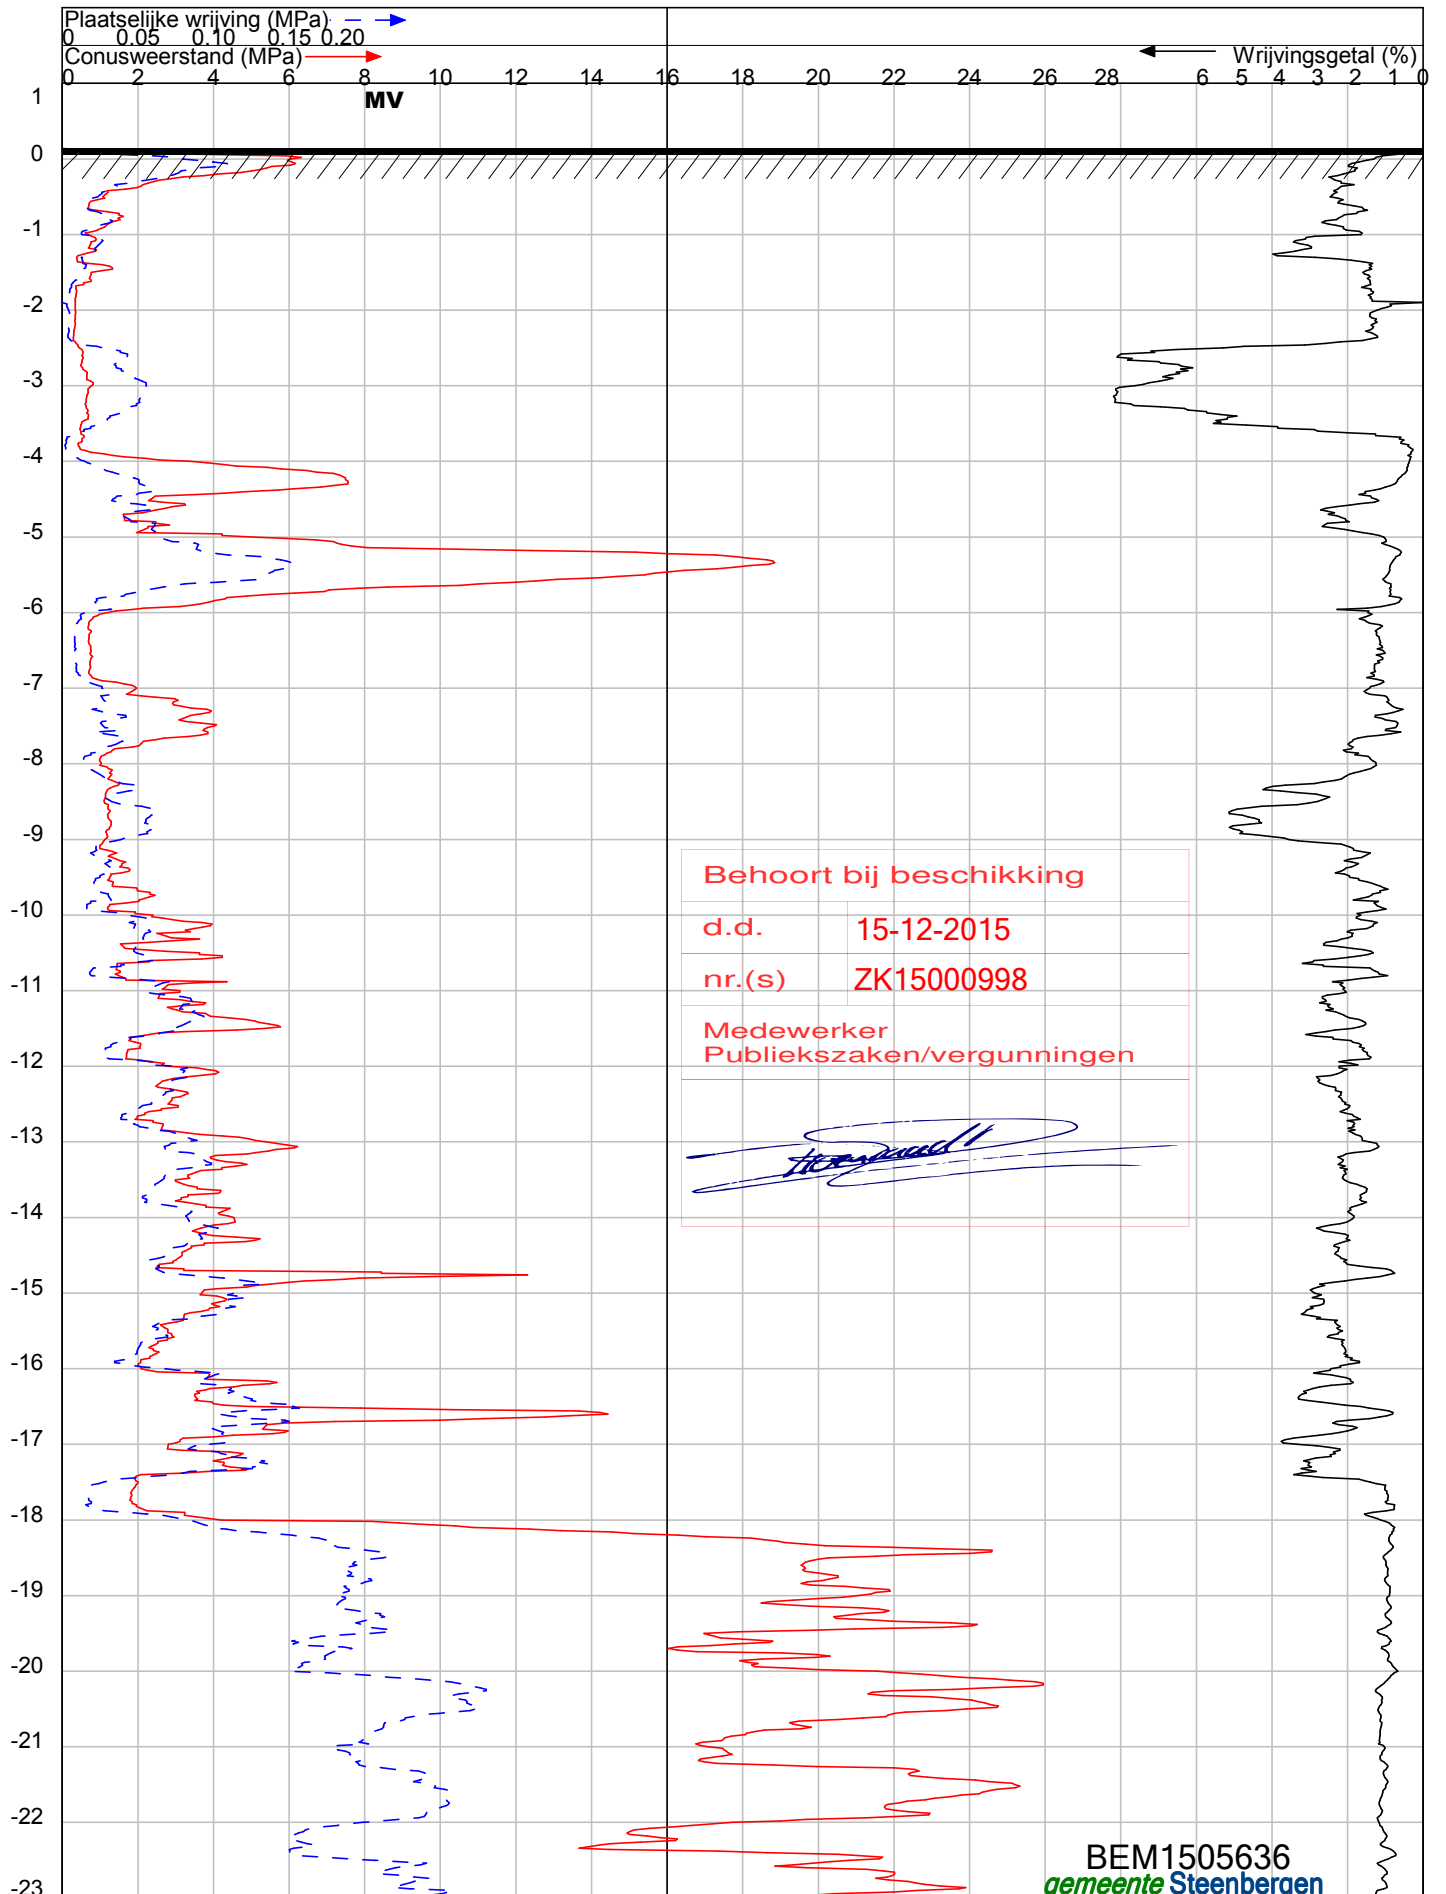 Plaatselijke wrijving (MPa)
0 0.05 0.10 0.15 0.20
Conusweerstand (MPa) Wrijvingsgetal (%)
0 2 4 6 8 10 12 14 16 18 20 22 24 26 28 6 5 4 3 2 1 0
1 MV
0
-1
-2
-3
-4
-5
-6
-7
-8
-9
Behoort bij beschikking
-10
d.d. 15-12-2015
nr.(s) ZK15000998
-11
Medewerker
Publiekszaken/vergunningen
-12
-13
-14
-15
-16
-17
-18
-19
-20
-21
-22
BEM1505636
gemeente Steenbergen
-23